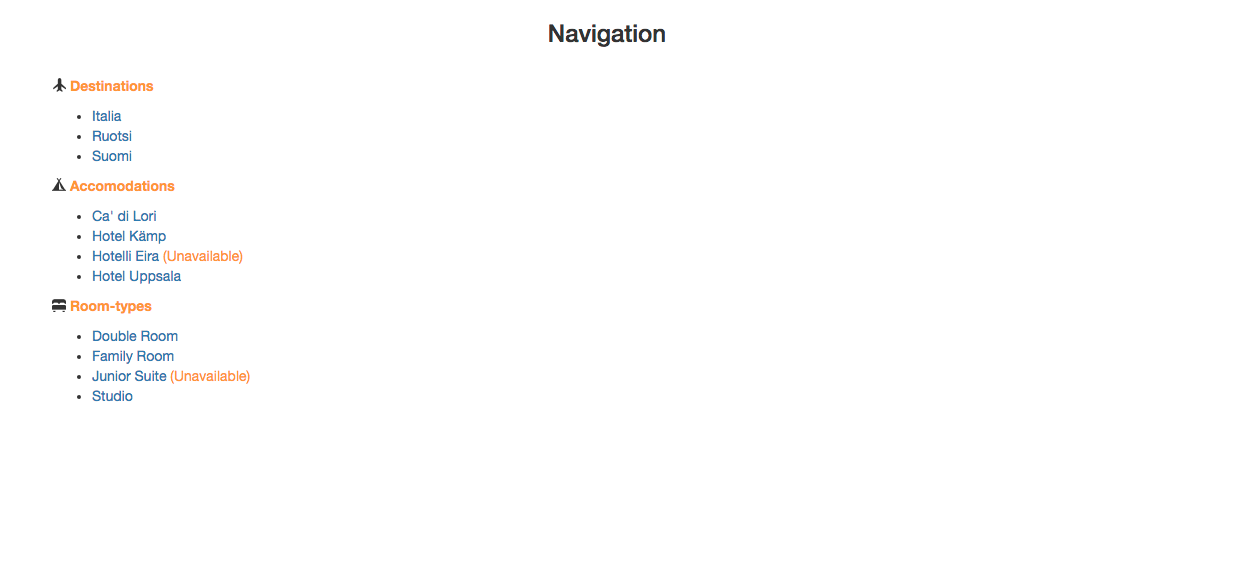 Navigation
Destinations
Italia
Ruotsi
Suomi
Accomodations
Ca' di Lori
Hotel Kämp
Hotelli Eira (Unavailable)
Hotel Uppsala
Room-types
Double Room
Family Room
Junior Suite (Unavailable)
Studio